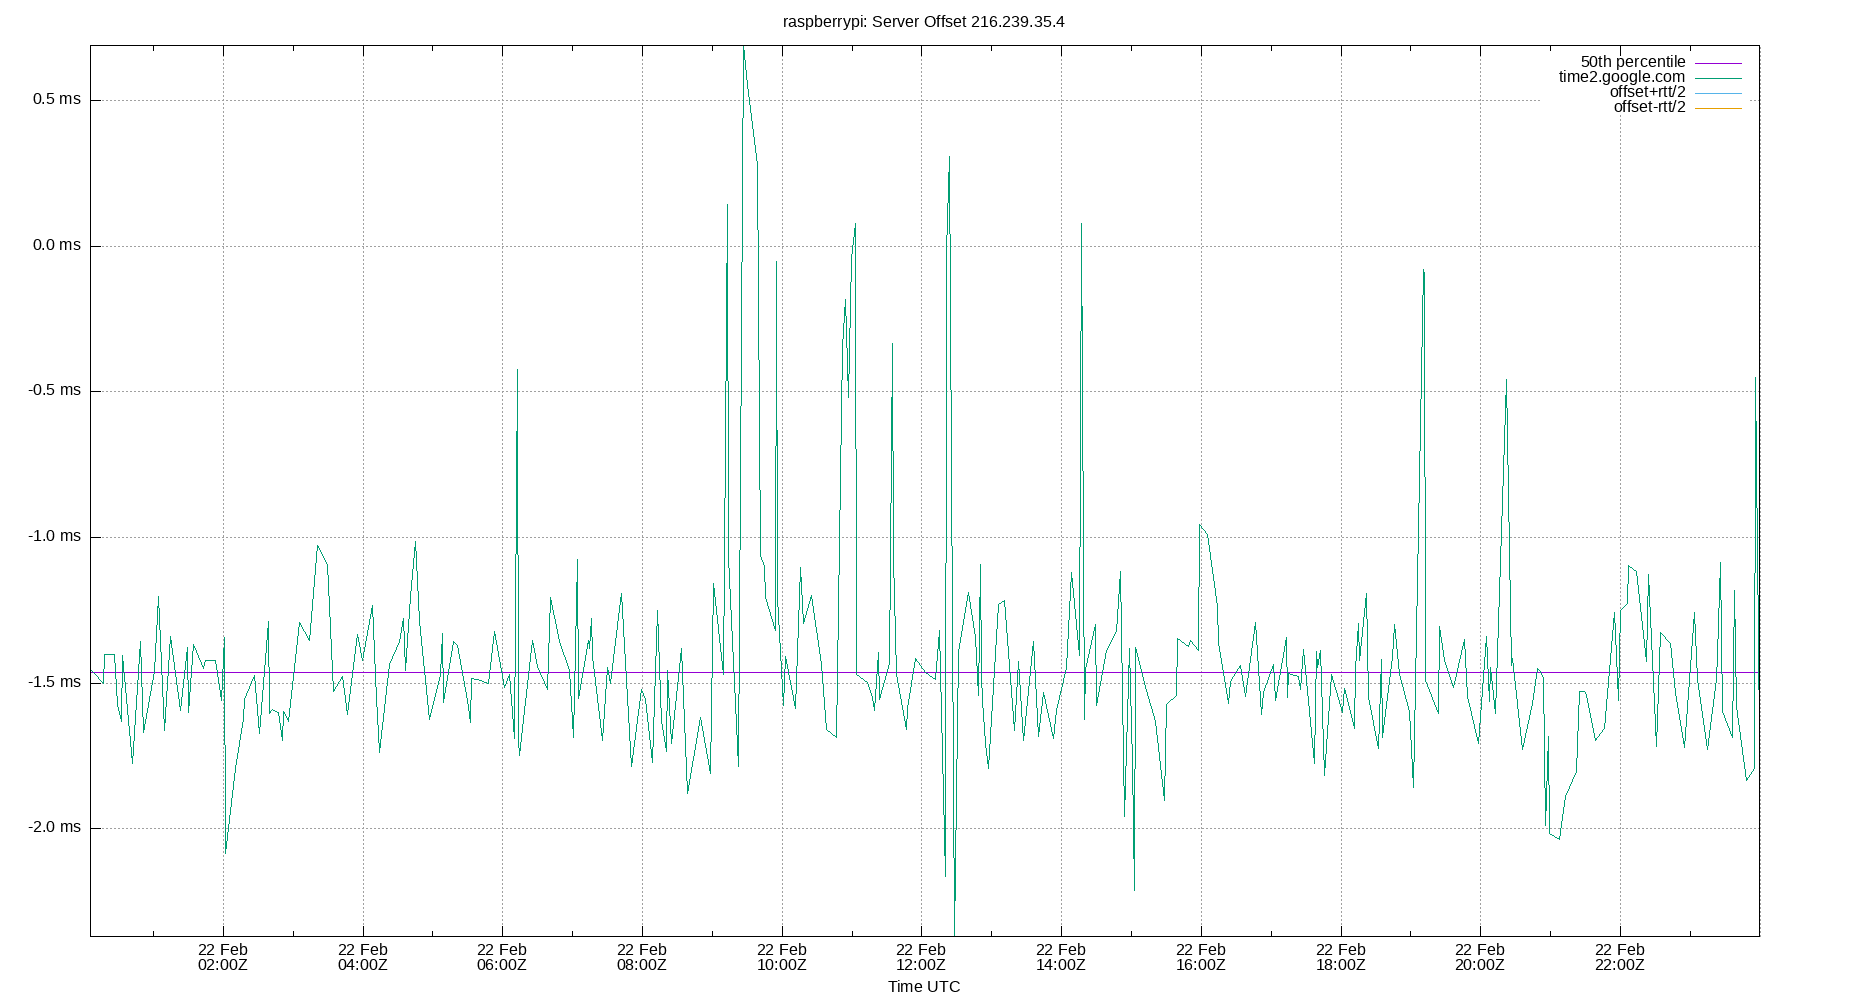 raspberrypi: Server Offset 216.239.35.4
50th percentile
time2.google.com
offset+rtt/2
offset-rtt/2
0.5 ms
0.0 ms
-0.5 ms
-1.0 ms
-1.5 ms
-2.0 ms
22 Feb 22 Feb 22 Feb 22 Feb 22 Feb 22 Feb 22 Feb 22 Feb 22 Feb 22 Feb 22 Feb
02:00Z 04:00Z 06:00Z 08:00Z 10:00Z 12:00Z 14:00Z 16:00Z 18:00Z 20:00Z 22:00Z
Time UTC